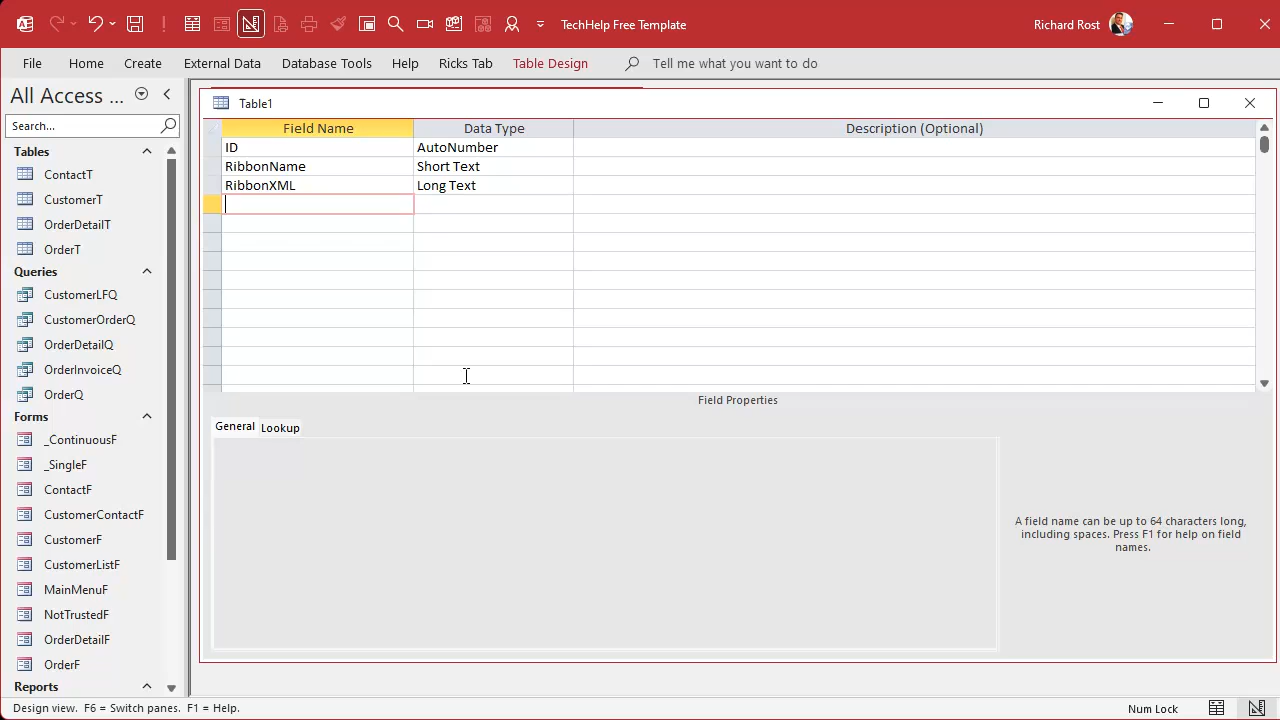 TechHelp Free Template
Richard Rost
File Home Create External Data Database Tools Help Ricks Tab Table Design Tell me what you want to do
All Access ...
Search...
Tables
ContactT
CustomerT
OrderDetailT
OrderT
Queries
CustomerLFQ
CustomerOrderQ
OrderDetailQ
OrderInvoiceQ
OrderQ
Forms
_ContinuousF
_SingleF
ContactF
CustomerContactF
CustomerF
CustomerListF
MainMenuF
NotTrustedF
OrderDetailF
OrderF
Reports
Table1
Field Name Data Type Description (Optional)
ID AutoNumber
RibbonName Short Text
RibbonXML Long Text
Field Properties
General Lookup
A field name can be up to 64 characters long,
including spaces. Press F1 for help on field
names.
Design view. F6 = Switch panes. F1 = Help.
Num Lock